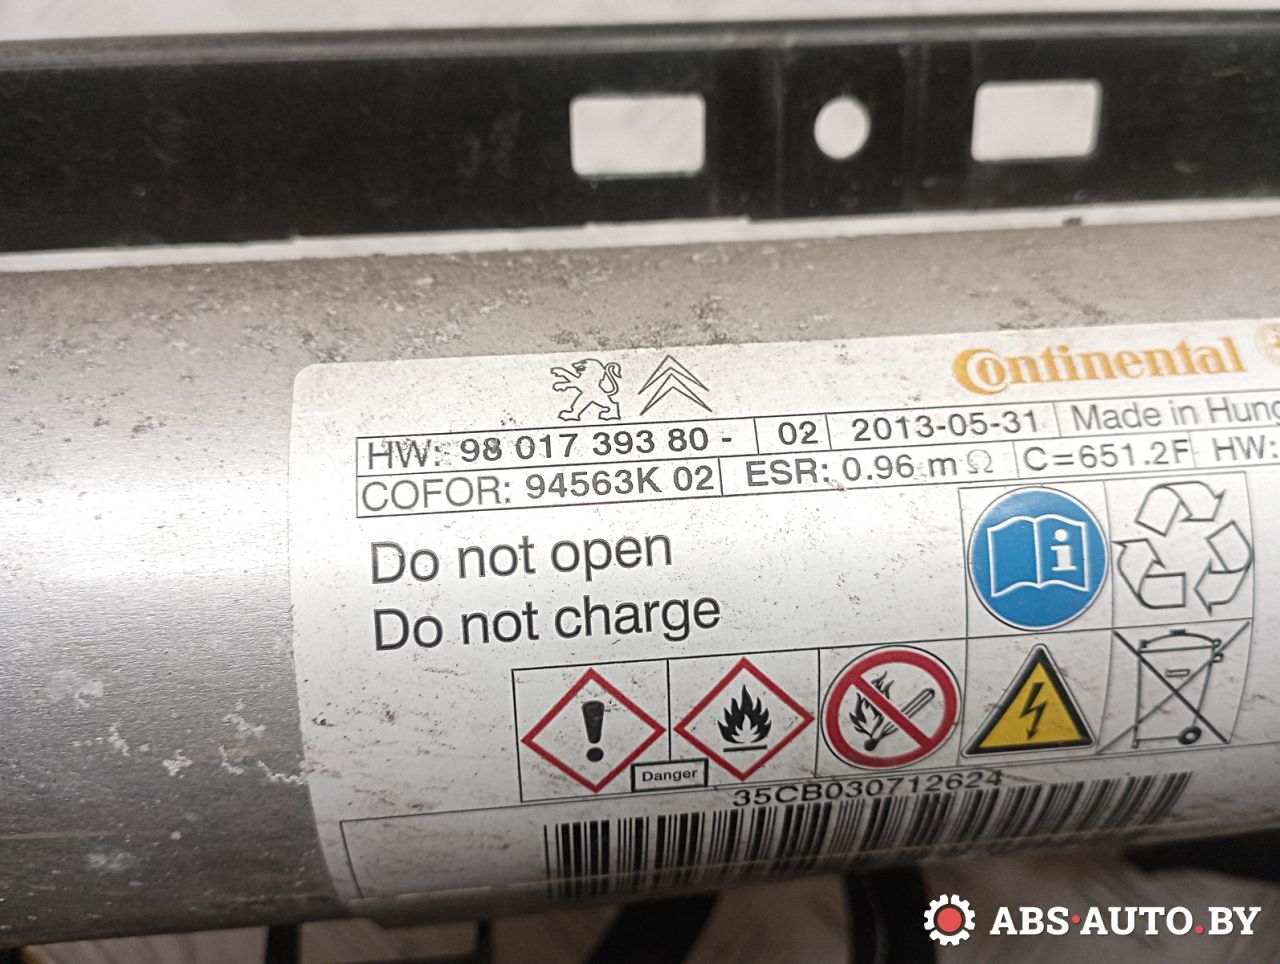 Continental
HW: 98 017 393 80 - 02 2013-05-31 Made in
COFOR: 94563K 02 ESR: 0.96 mΩ C=651.2F HW:
Do not open
Do not charge
Danger
35CB030712624
ABS·AUTO.BY